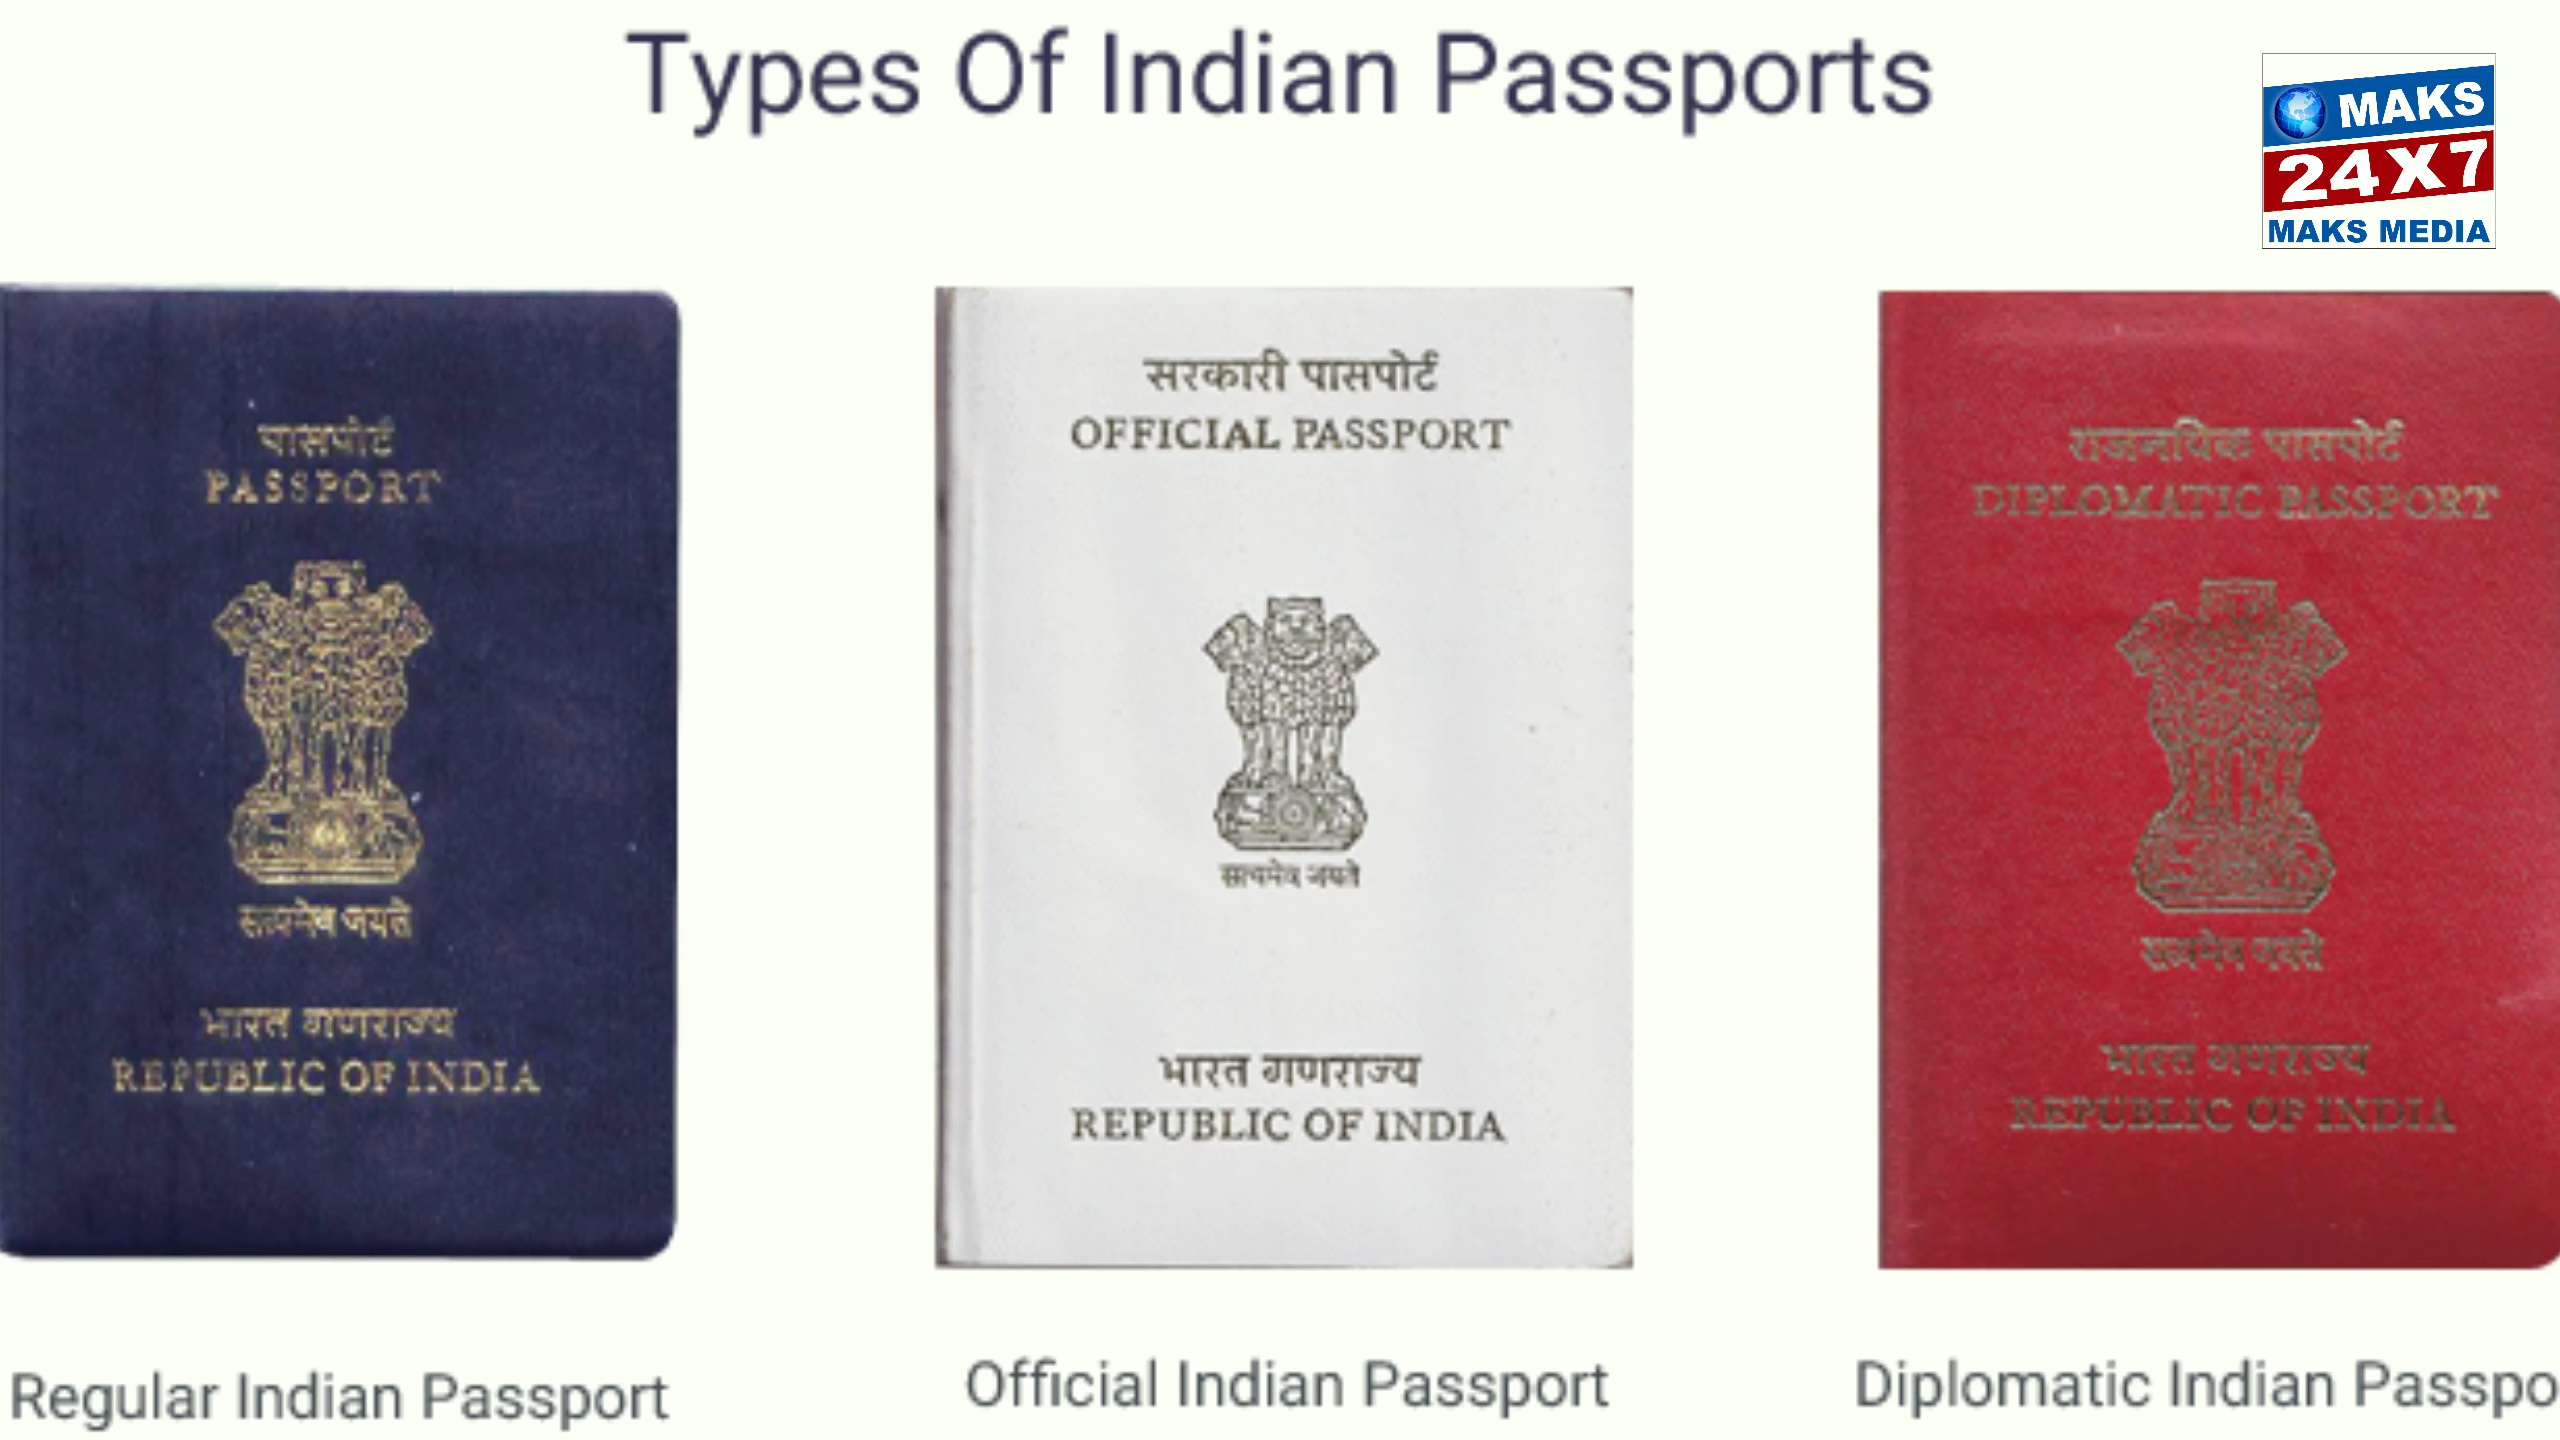 Types Of Indian Passports
MAKS
24X7
MAKS MEDIA
पासपोर्ट
PASSPORT
सत्यमेव जयते
भारत गणराज्य
REPUBLIC OF INDIA
Regular Indian Passport
सरकारी पासपोर्ट
OFFICIAL PASSPORT
सत्यमेव जयते
भारत गणराज्य
REPUBLIC OF INDIA
Official Indian Passport
राजनयिक पासपोर्ट
DIPLOMATIC PASSPORT
सत्यमेव जयते
भारत गणराज्य
REPUBLIC OF INDIA
Diplomatic Indian Passpo